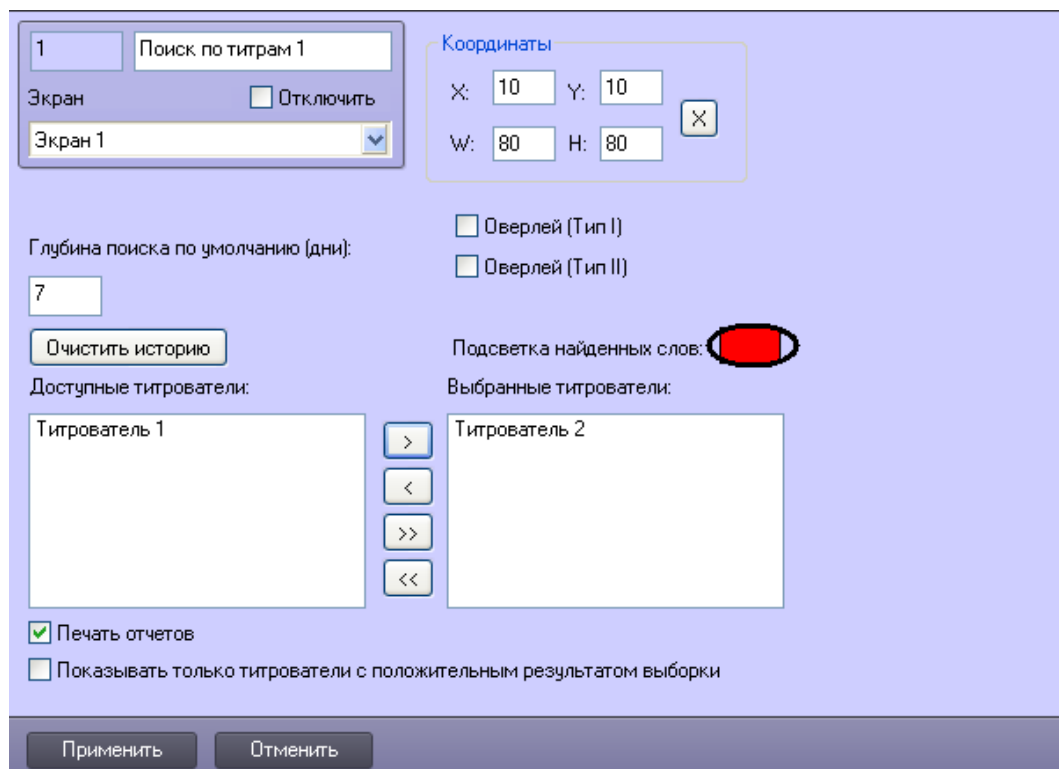 1
Поиск по титрам 1
Экран
Отключить
Экран 1
Координаты
X: 10 Y: 10
X
W: 80 H: 80
Оверлей (Тип I)
Оверлей (Тип II)
Глубина поиска по умолчанию (дни):
7
Очистить историю
Подсветка найденных слов:
Доступные титрователи:
Выбранные титрователи:
Титрователь 1
>
<
>>
<<
Титрователь 2
Печать отчетов
Показывать только титрователи с положительным результатом выборки
Применить
Отменить